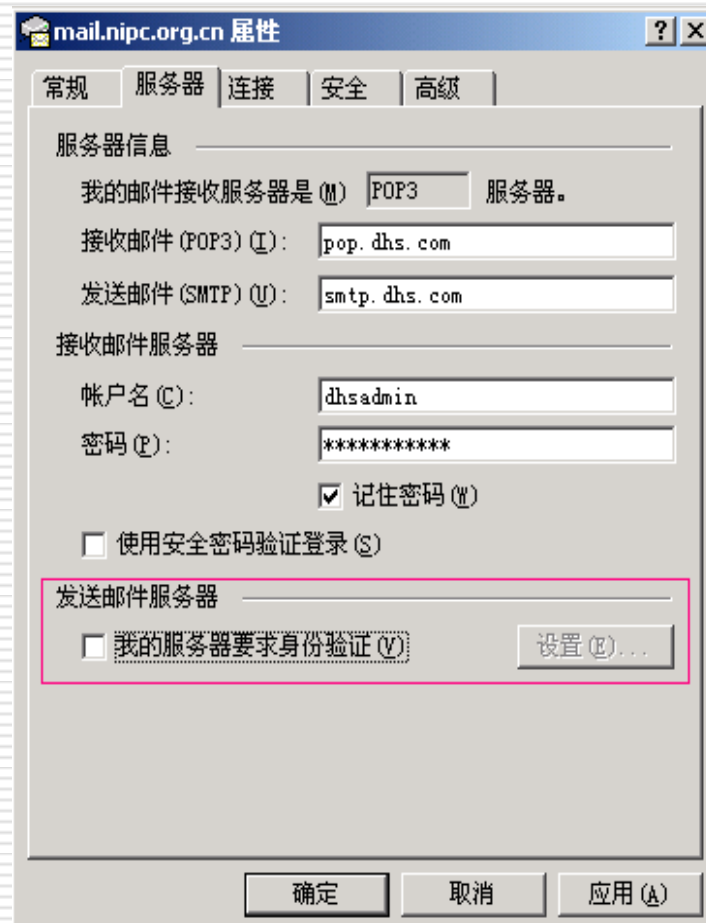 mail.nipc.org.cn 属性
常规 服务器 连接 安全 高级
服务器信息
我的邮件接收服务器是(M) POP3 服务器。
接收邮件(POP3)(I): pop.dhs.com
发送邮件(SMTP)(U): smtp.dhs.com
接收邮件服务器
帐户名(C): dhsadmin
密码(P): ***********
记住密码(W)
使用安全密码验证登录(S)
发送邮件服务器
我的服务器要求身份验证(V) 设置(E)...
确定 取消 应用(A)